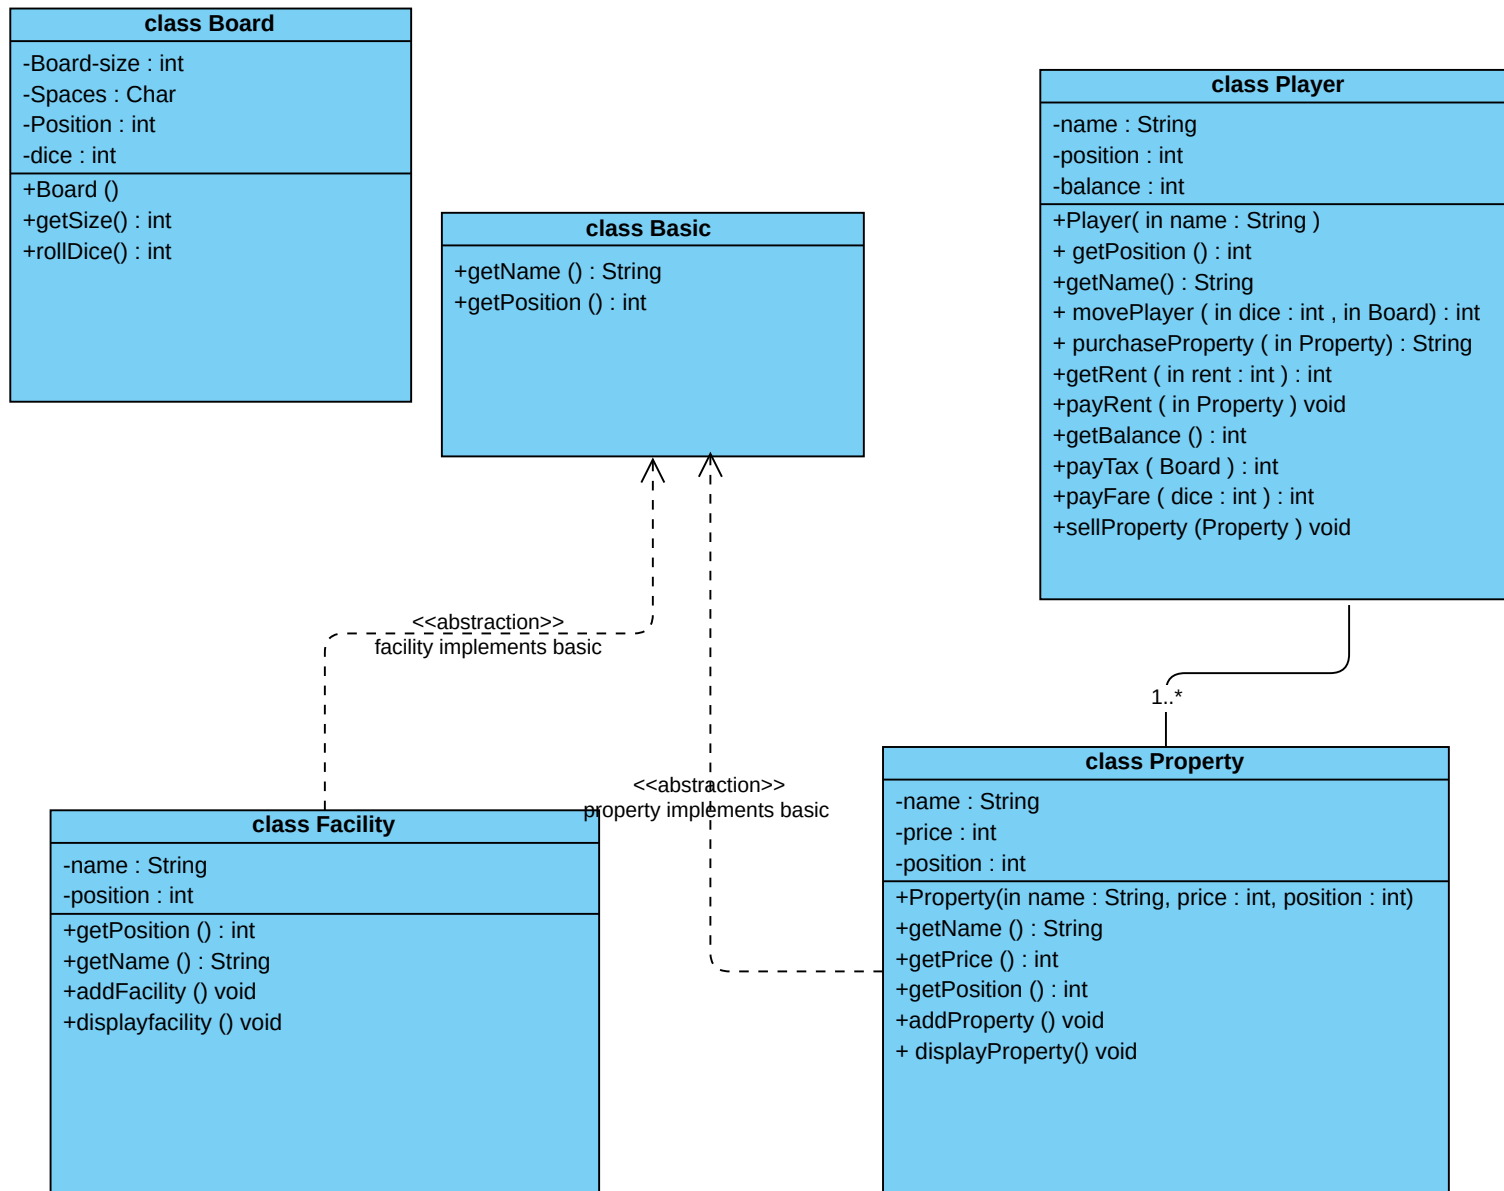 class Board
-Board-size : int
-Spaces : Char
-Position : int
-dice : int
+Board ()
+getSize() : int
+rollDice() : int
class Basic
+getName () : String
+getPosition () : int
class Player
-name : String
-position : int
-balance : int
+Player( in name : String )
+ getPosition () : int
+getName() : String
+ movePlayer ( in dice : int , in Board) : int
+ purchaseProperty ( in Property) : String
+getRent ( in rent : int ) : int
+payRent ( in Property ) void
+getBalance () : int
+payTax ( Board ) : int
+payFare ( dice : int ) : int
+sellProperty (Property ) void
<<abstraction>>
facility implements basic
1..*
<<abstraction>>
property implements basic
class Facility
-name : String
-position : int
+getPosition () : int
+getName () : String
+addFacility () void
+displayfacility () void
class Property
-name : String
-price : int
-position : int
+Property(in name : String, price : int, position : int)
+getName () : String
+getPrice () : int
+getPosition () : int
+addProperty () void
+ displayProperty() void